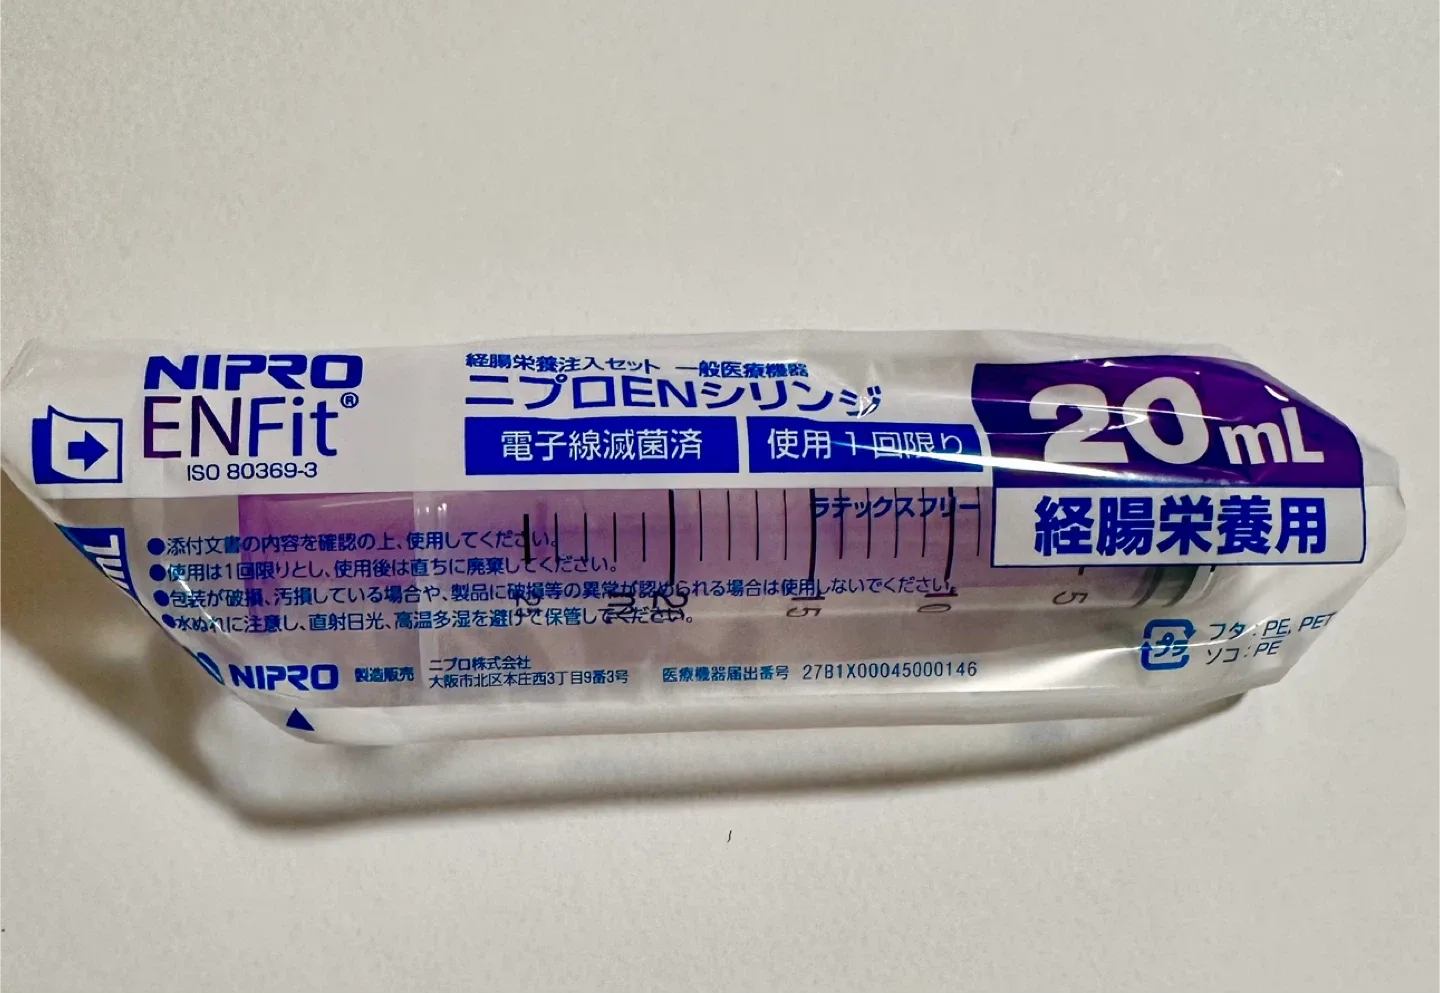 NIPRO
ENFit®
ISO 80369-3
経腸栄養注入セット 一般医療機器
ニプロENシリンジ
電子線滅菌済
使用1回限り
20mL
経腸栄養用
ラテックスフリー
●添付文書の内容を確認の上、使用してください。
●使用は1回限りとし、使用後は直ちに廃棄してください。
●包装が破損、汚損している場合や、製品に破損等の異常が認められる場合は使用しないでください。
●水ぬれに注意し、直射日光、高温多湿を避けて保管してください。
5
NIPRO 製造販売
ニプロ株式会社
大阪市北区本庄西3丁目9番3号
医療機器届出番号 27B1X00045000146
プラ
フタ:PE, PET
ソコ:PE